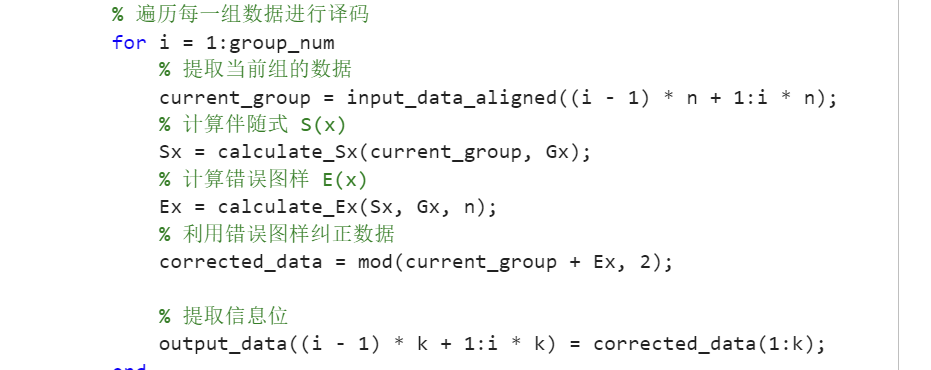 % 遍历每一组数据进行译码
for i = 1:group_num
% 提取当前组的数据
current_group = input_data_aligned((i - 1) * n + 1:i * n);
% 计算伴随式 S(x)
Sx = calculate_Sx(current_group, Gx);
% 计算错误图样 E(x)
Ex = calculate_Ex(Sx, Gx, n);
% 利用错误图样纠正数据
corrected_data = mod(current_group + Ex, 2);
% 提取信息位
output_data((i - 1) * k + 1:i * k) = corrected_data(1:k);
end